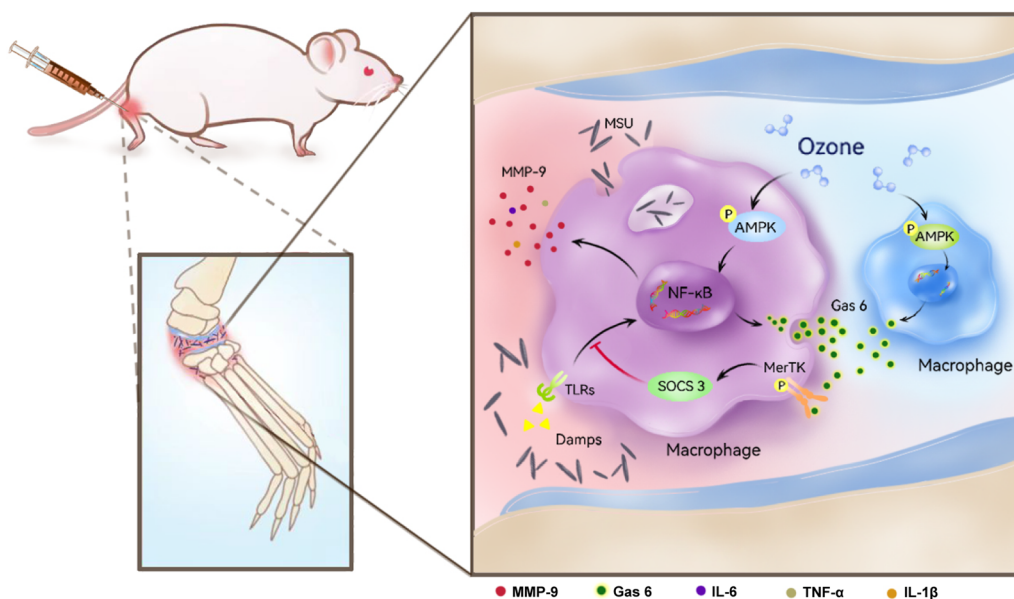 MSU
MMP-9
Ozone
P
AMPK
P
AMPK
NF-κB
Gas 6
MerTK
P
SOCS 3
TLRs
Damps
Macrophage
Macrophage
MMP-9 Gas 6 IL-6 TNF-α IL-1β